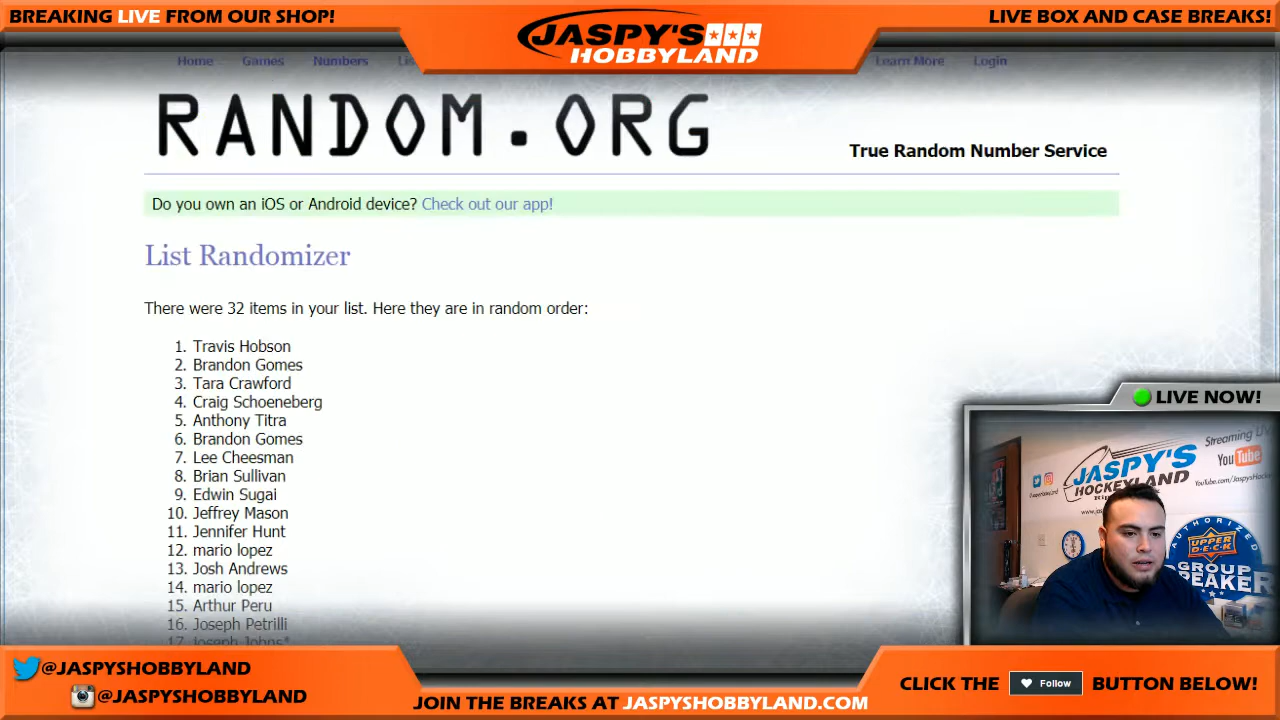 BREAKING LIVE FROM OUR SHOP!
JASPY'S
HOBBYLAND
LIVE BOX AND CASE BREAKS!
Home Games Numbers Learn More Login
RANDOM.ORG
True Random Number Service
Do you own an iOS or Android device? Check out our app!
List Randomizer
There were 32 items in your list. Here they are in random order:
1. Travis Hobson
2. Brandon Gomes
3. Tara Crawford
4. Craig Schoeneberg
5. Anthony Titra
6. Brandon Gomes
7. Lee Cheesman
8. Brian Sullivan
9. Edwin Sugai
10. Jeffrey Mason
11. Jennifer Hunt
12. mario lopez
13. Josh Andrews
14. mario lopez
15. Arthur Peru
16. Joseph Petrilli
17. Joseph Johns*
LIVE NOW!
Streaming LIVE
YouTube
JASPY'S
HOCKEYLAND
AUTHORIZED
UPPER DECK
GROUP
BREAKER
@JASPYSHOBBYLAND
@JASPYSHOBBYLAND
JOIN THE BREAKS AT JASPYSHOBBYLAND.COM
CLICK THE Follow BUTTON BELOW!